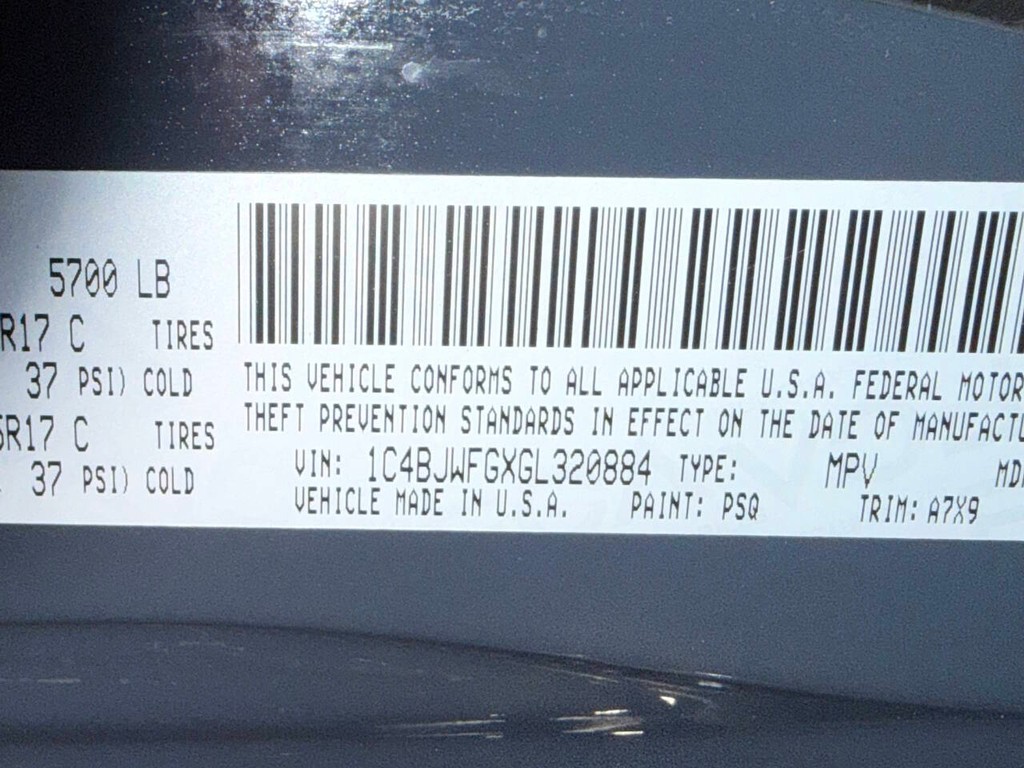 5700 LB
R17 C TIRES
37 PSI) COLD
THIS VEHICLE CONFORMS TO ALL APPLICABLE U.S.A. FEDERAL MOTOR
THEFT PREVENTION STANDARDS IN EFFECT ON THE DATE OF MANUFACTU
5R17 C TIRES
VIN: 1C4BJWFGXGL320884 TYPE: MPV MD
37 PSI) COLD
VEHICLE MADE IN U.S.A. PAINT: PSQ TRIM: A7X9